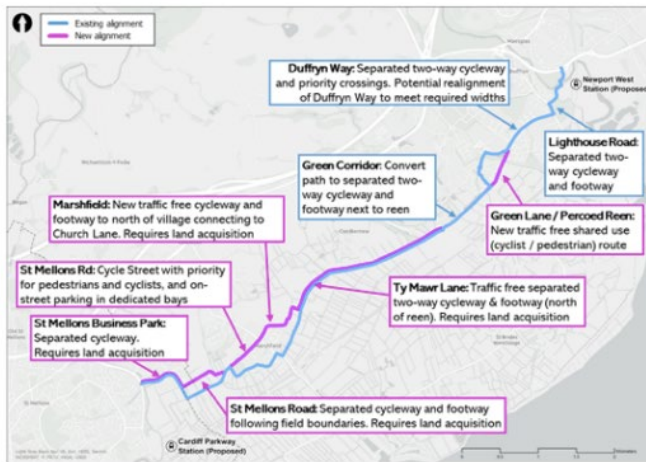 Existing alignment
New alignment
Duffryn Way: Separated two-way cycleway
and priority crossings. Potential realignment
of Duffryn Way to meet required widths
Newport West
Station (Proposed)
Green Corridor: Convert
path to separated two-
way cycleway and
footway next to reen
Lighthouse Road:
Separated two-
way cycleway
and footway
Marshfield: New traffic free cycleway and
footway to north of village connecting to
Church Lane. Requires land acquisition
Green Lane / Percoed Reen:
New traffic free shared use
(cyclist / pedestrian) route
St Mellons Rd: Cycle Street with priority
for pedestrians and cyclists, and on-
street parking in dedicated bays
Ty Mawr Lane: Traffic free separated
two-way cycleway & footway (north
of reen). Requires land acquisition
St Mellons Business Park:
Separated cycleway.
Requires land acquisition
Marshfield
St Mellons
St Mellons Road: Separated cycleway and footway
following field boundaries. Requires land acquisition
Cardiff Parkway
Station (Proposed)